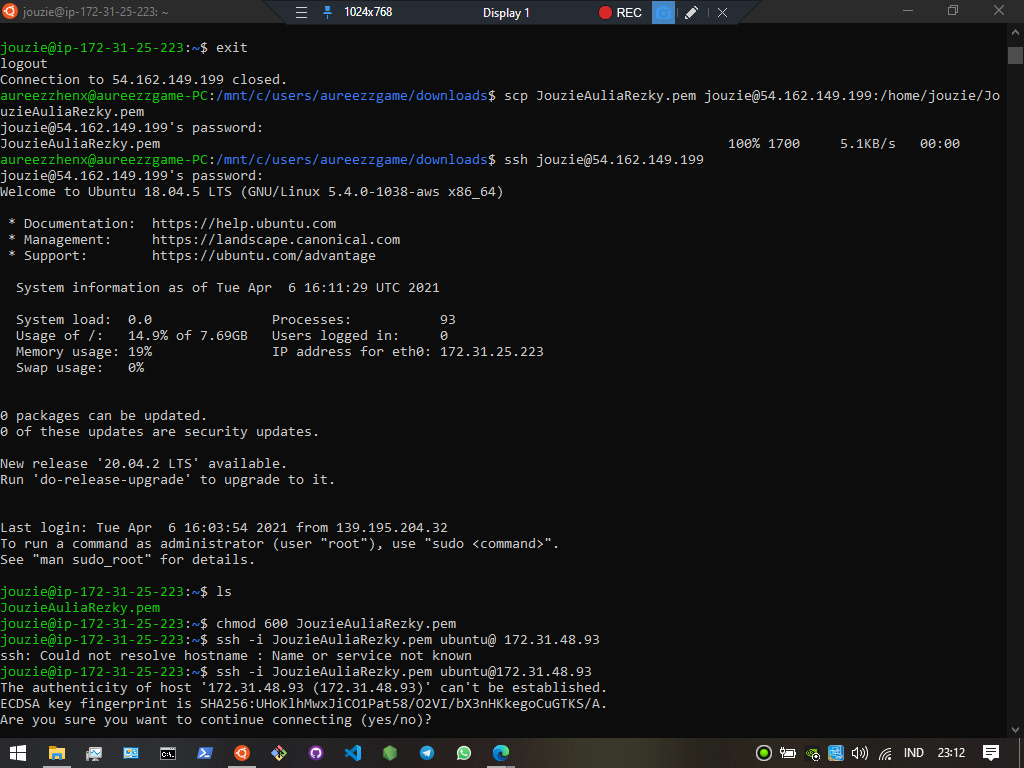 jouzie@ip-172-31-25-223: ~
1024x768
Display 1
REC
jouzie@ip-172-31-25-223:~$ exit
logout
Connection to 54.162.149.199 closed.
aureezzhenx@aureezzgame-PC:/mnt/c/users/aureezzgame/downloads$ scp JouzieAuliaRezky.pem jouzie@54.162.149.199:/home/jouzie/Jo
uzieAuliaRezky.pem
jouzie@54.162.149.199's password:
JouzieAuliaRezky.pem 100% 1700 5.1KB/s 00:00
aureezzhenx@aureezzgame-PC:/mnt/c/users/aureezzgame/downloads$ ssh jouzie@54.162.149.199
jouzie@54.162.149.199's password:
Welcome to Ubuntu 18.04.5 LTS (GNU/Linux 5.4.0-1038-aws x86_64)
* Documentation: https://help.ubuntu.com
* Management: https://landscape.canonical.com
* Support: https://ubuntu.com/advantage
System information as of Tue Apr 6 16:11:29 UTC 2021
System load: 0.0 Processes: 93
Usage of /: 14.9% of 7.69GB Users logged in: 0
Memory usage: 19% IP address for eth0: 172.31.25.223
Swap usage: 0%
0 packages can be updated.
0 of these updates are security updates.
New release '20.04.2 LTS' available.
Run 'do-release-upgrade' to upgrade to it.
Last login: Tue Apr 6 16:03:54 2021 from 139.195.204.32
To run a command as administrator (user "root"), use "sudo <command>".
See "man sudo_root" for details.
jouzie@ip-172-31-25-223:~$ ls
JouzieAuliaRezky.pem
jouzie@ip-172-31-25-223:~$ chmod 600 JouzieAuliaRezky.pem
jouzie@ip-172-31-25-223:~$ ssh -i JouzieAuliaRezky.pem ubuntu@ 172.31.48.93
ssh: Could not resolve hostname : Name or service not known
jouzie@ip-172-31-25-223:~$ ssh -i JouzieAuliaRezky.pem ubuntu@172.31.48.93
The authenticity of host '172.31.48.93 (172.31.48.93)' can't be established.
ECDSA key fingerprint is SHA256:UHoKlhMwxJiCO1Pat58/O2VI/bX3nHKkegoCuGTKS/A.
Are you sure you want to continue connecting (yes/no)?
IND
23:12